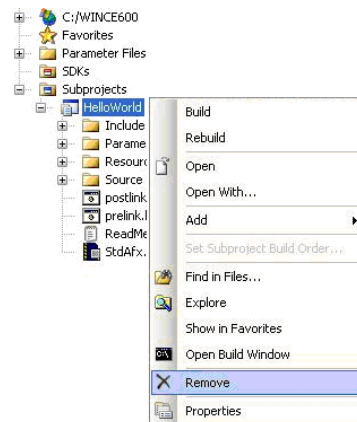 C:/WINCE600
Favorites
Parameter Files
SDKs
Subprojects
HelloWorld
Include
Parame
Resourc
Source
postlink
prelink.l
ReadMe
StdAfx.
Build
Rebuild
Open
Open With...
Add
Set Subproject Build Order...
Find in Files...
Explore
Show in Favorites
Open Build Window
Remove
Properties